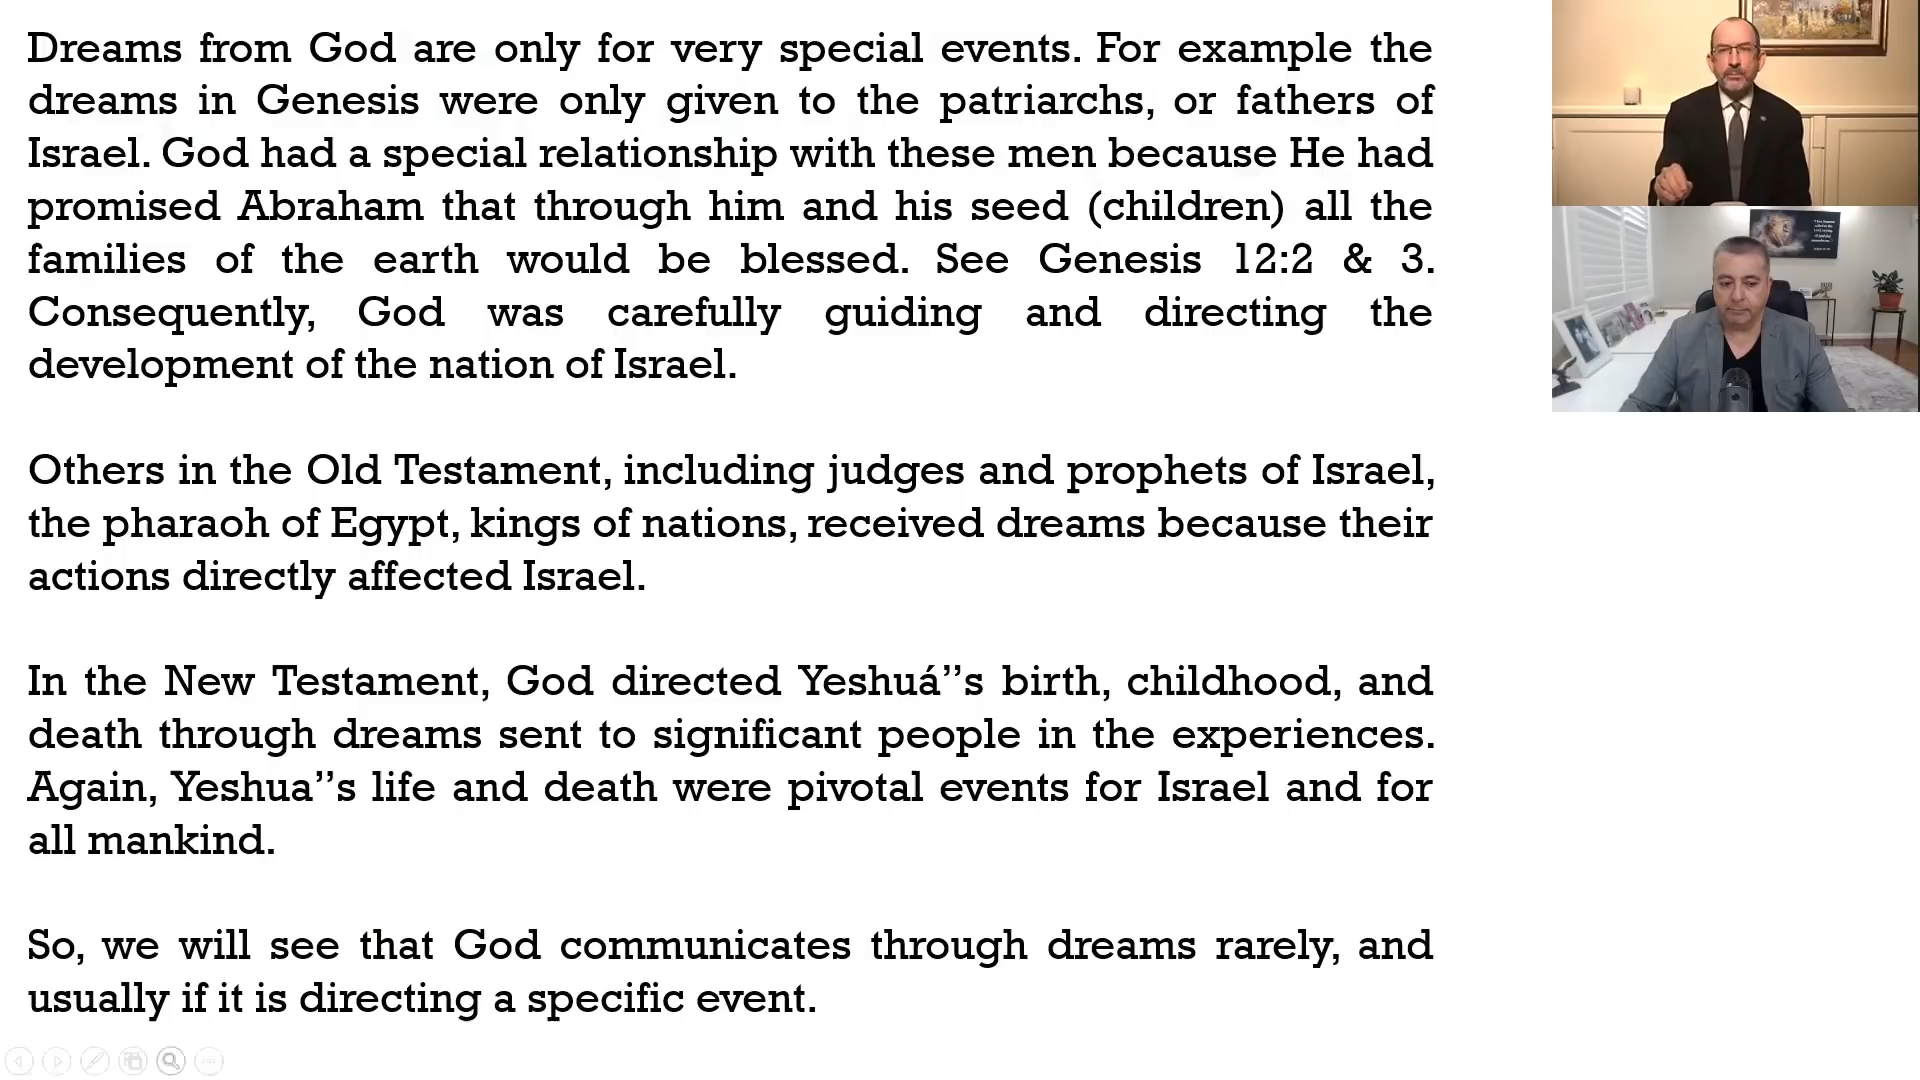 Dreams from God are only for very special events. For example the
dreams in Genesis were only given to the patriarchs, or fathers of
Israel. God had a special relationship with these men because He had
promised Abraham that through him and his seed (children) all the
families of the earth would be blessed. See Genesis 12:2 & 3.
Consequently, God was carefully guiding and directing the
development of the nation of Israel.
Others in the Old Testament, including judges and prophets of Israel,
the pharaoh of Egypt, kings of nations, received dreams because their
actions directly affected Israel.
In the New Testament, God directed Yeshuá’’s birth, childhood, and
death through dreams sent to significant people in the experiences.
Again, Yeshua’’s life and death were pivotal events for Israel and for
all mankind.
So, we will see that God communicates through dreams rarely, and
usually if it is directing a specific event.